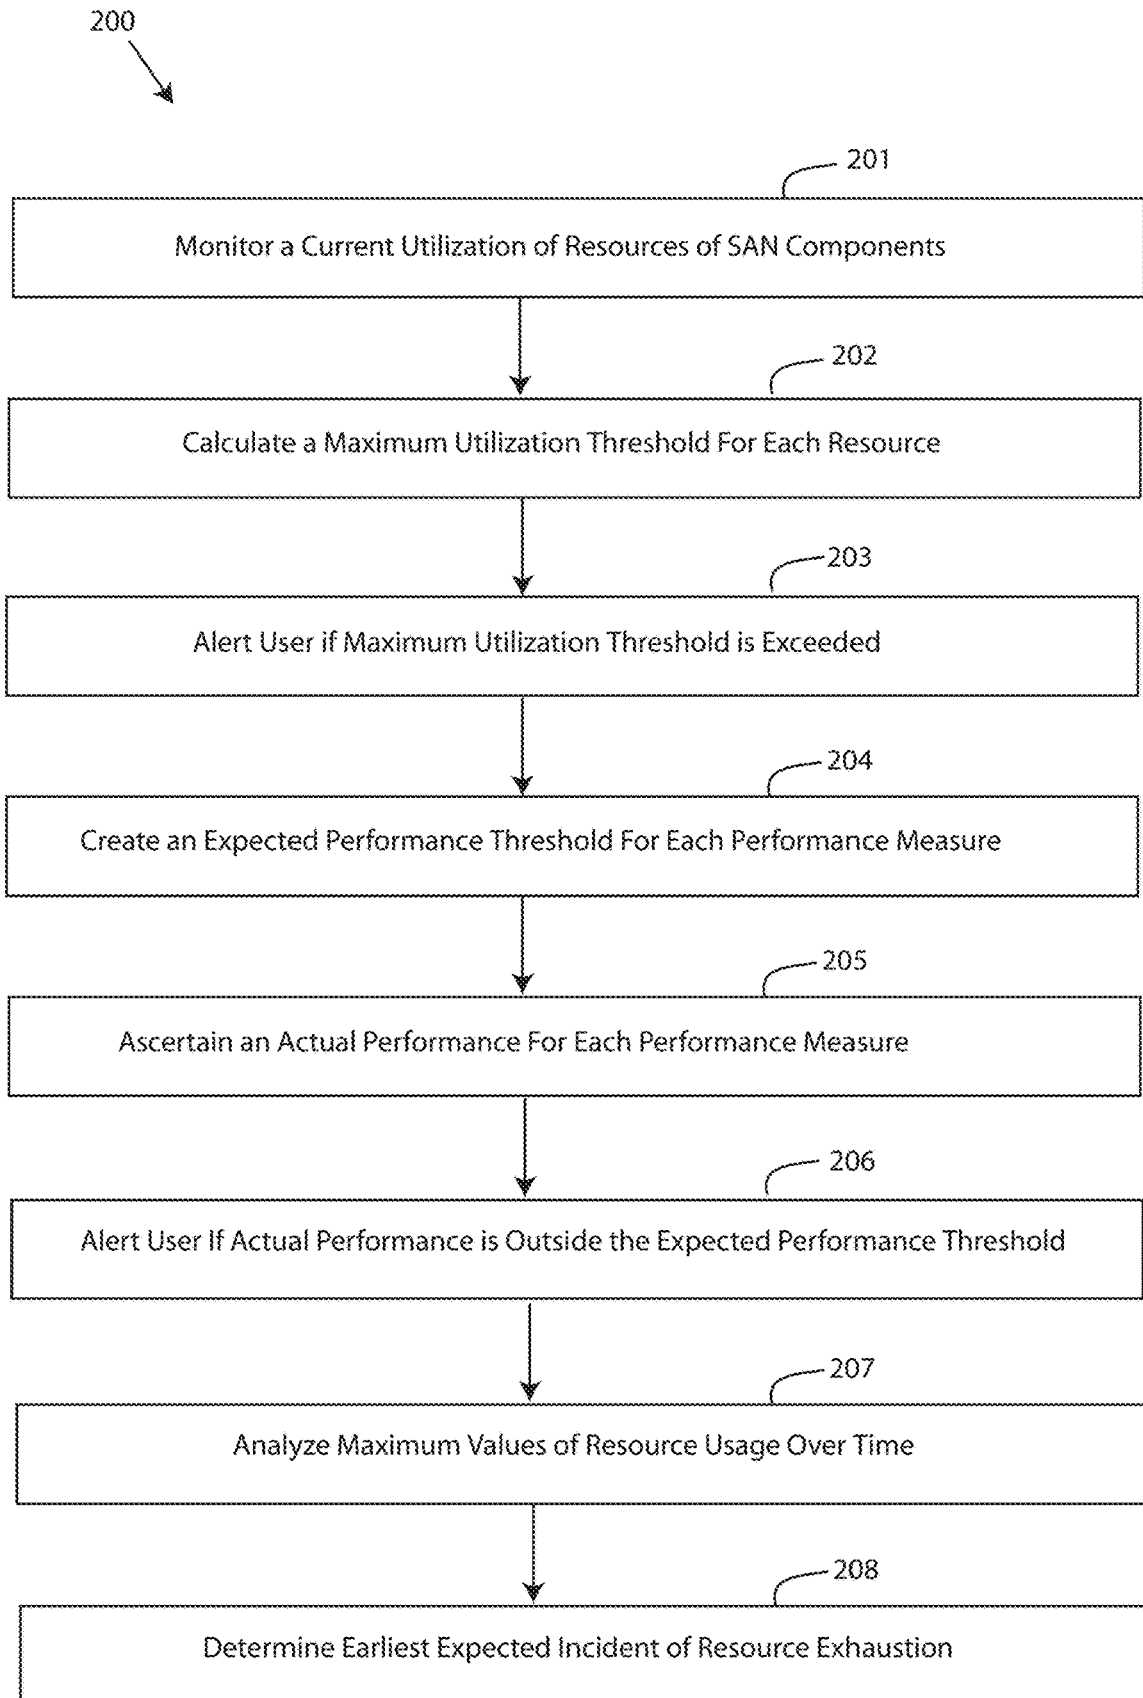 200
201
Monitor a Current Utilization of Resources of SAN Components
202
Calculate a Maximum Utilization Threshold For Each Resource
203
Alert User if Maximum Utilization Threshold is Exceeded
204
Create an Expected Performance Threshold For Each Performance Measure
205
Ascertain an Actual Performance For Each Performance Measure
206
Alert User If Actual Performance is Outside the Expected Performance Threshold
207
Analyze Maximum Values of Resource Usage Over Time
208
Determine Earliest Expected Incident of Resource Exhaustion